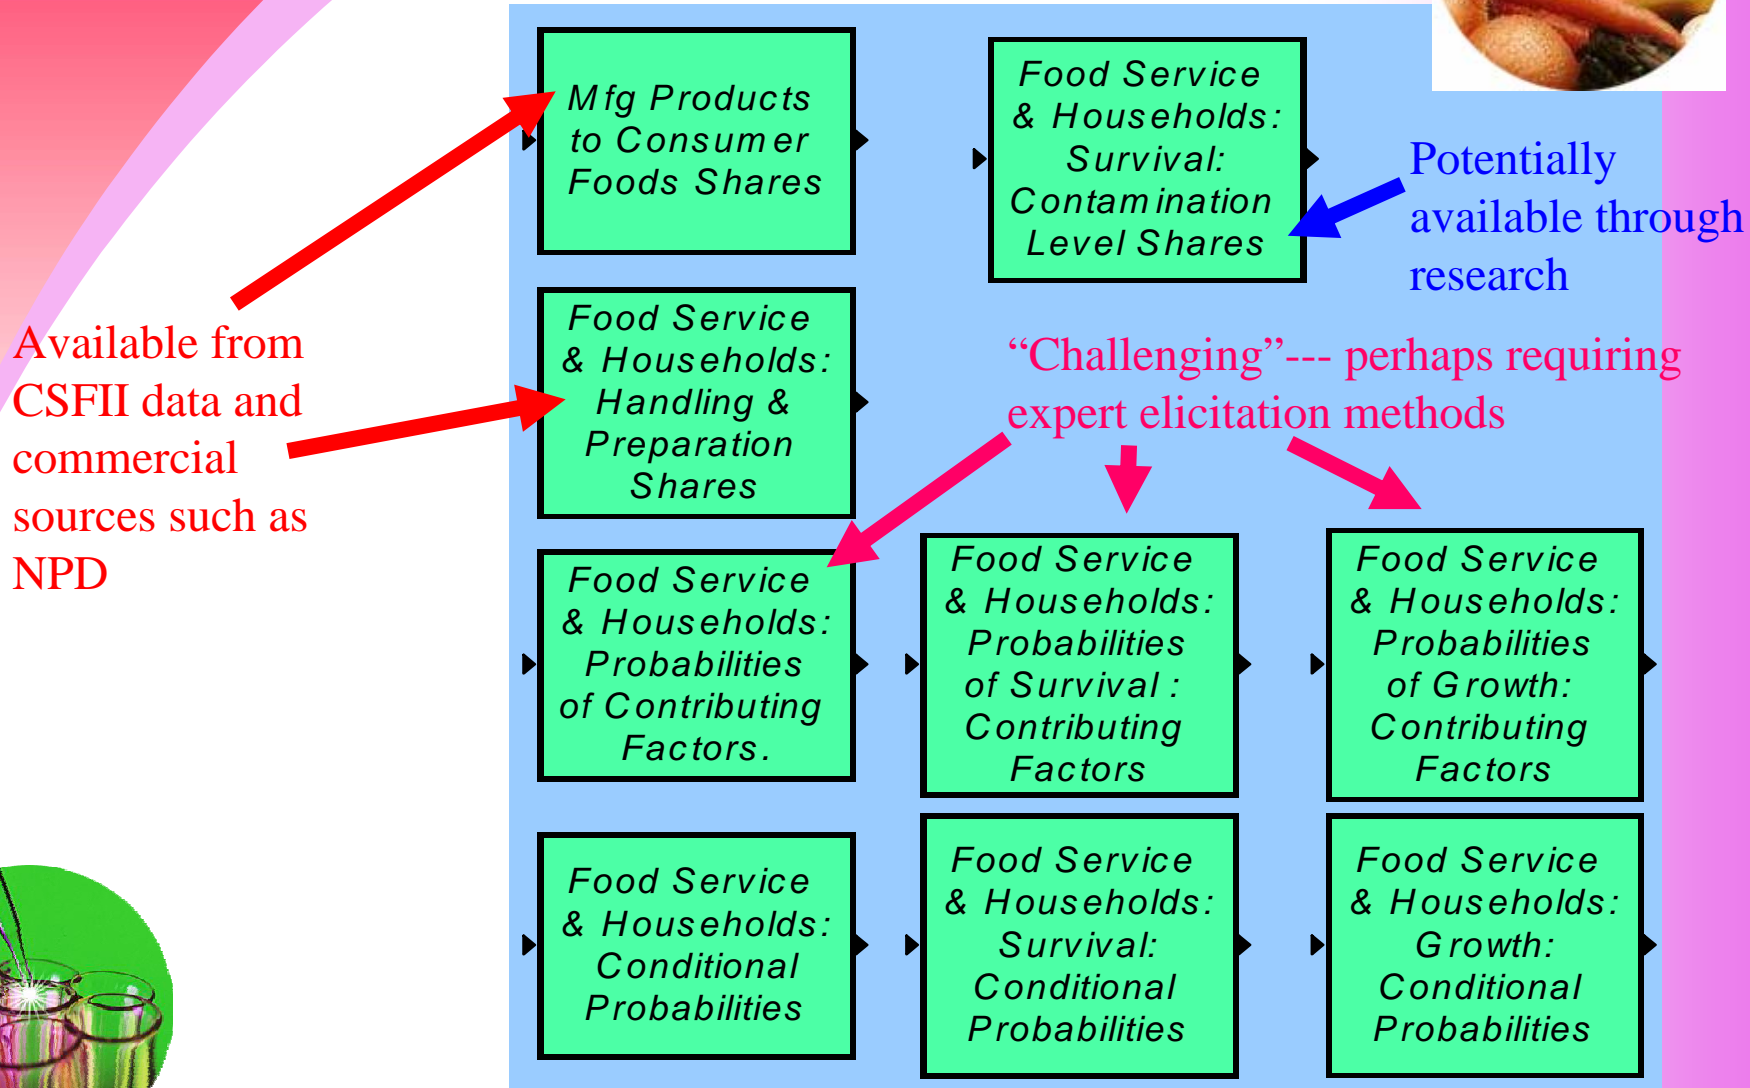 Mfg Products
to Consumer
Foods Shares
Food Service
& Households:
Survival:
Contamination
Level Shares
Potentially
available through
research
Available from
CSFII data and
commercial
sources such as
NPD
Food Service
& Households:
Handling &
Preparation
Shares
“Challenging”--- perhaps requiring
expert elicitation methods
Food Service
& Households:
Probabilities
of Contributing
Factors.
Food Service
& Households:
Probabilities
of Survival :
Contributing
Factors
Food Service
& Households:
Probabilities
of Growth:
Contributing
Factors
Food Service
& Households:
Conditional
Probabilities
Food Service
& Households:
Survival:
Conditional
Probabilities
Food Service
& Households:
Growth:
Conditional
Probabilities